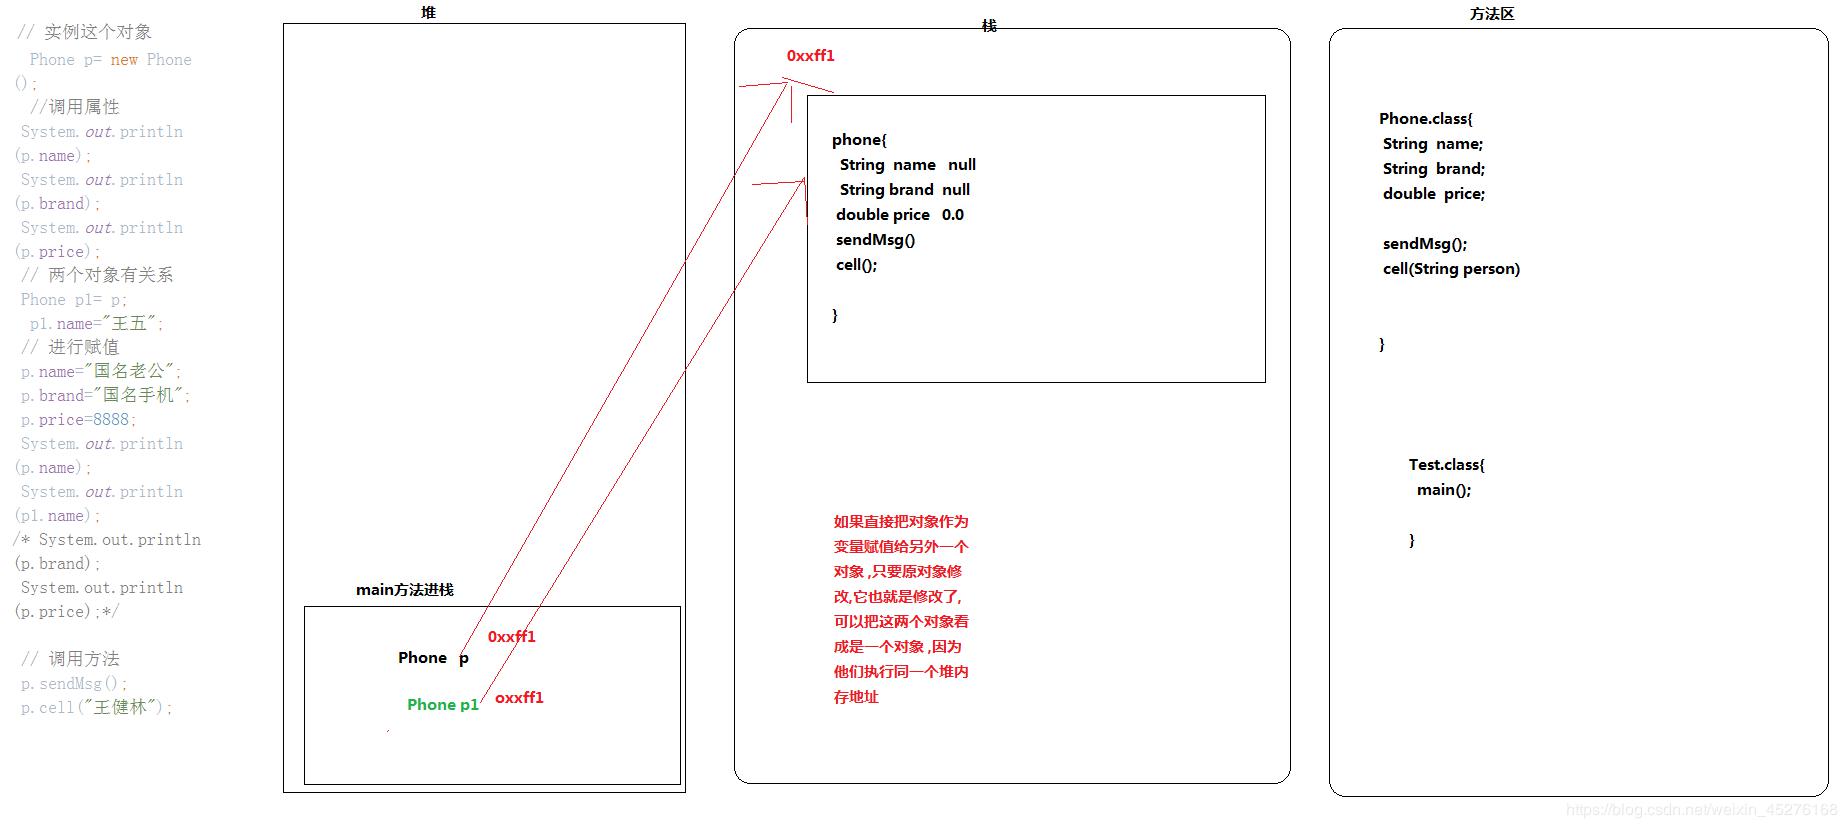 // 实例这个对象
Phone p= new Phone
();
//调用属性
System.out.println
(p.name);
System.out.println
(p.brand);
System.out.println
(p.price);
// 两个对象有关系
Phone p1= p;
p1.name="王五";
// 进行赋值
p.name="国名老公";
p.brand="国名手机";
p.price=8888;
System.out.println
(p.name);
System.out.println
(p1.name);
/* System.out.println
(p.brand);
System.out.println
(p.price);*/
// 调用方法
p.sendMsg();
p.cell("王健林");
堆
main方法进栈
0xxff1
Phone p
Phone p1
oxxff1
栈
0xxff1
phone{
String name null
String brand null
double price 0.0
sendMsg()
cell();
}
如果直接把对象作为
变量赋值给另外一个
对象 ,只要原对象修
改,它也就是修改了,
可以把这两个对象看
成是一个对象 ,因为
他们执行同一个堆内
存地址
方法区
Phone.class{
String name;
String brand;
double price;
sendMsg();
cell(String person)
}
Test.class{
main();
}
https://blog.csdn.net/weixin_45276168